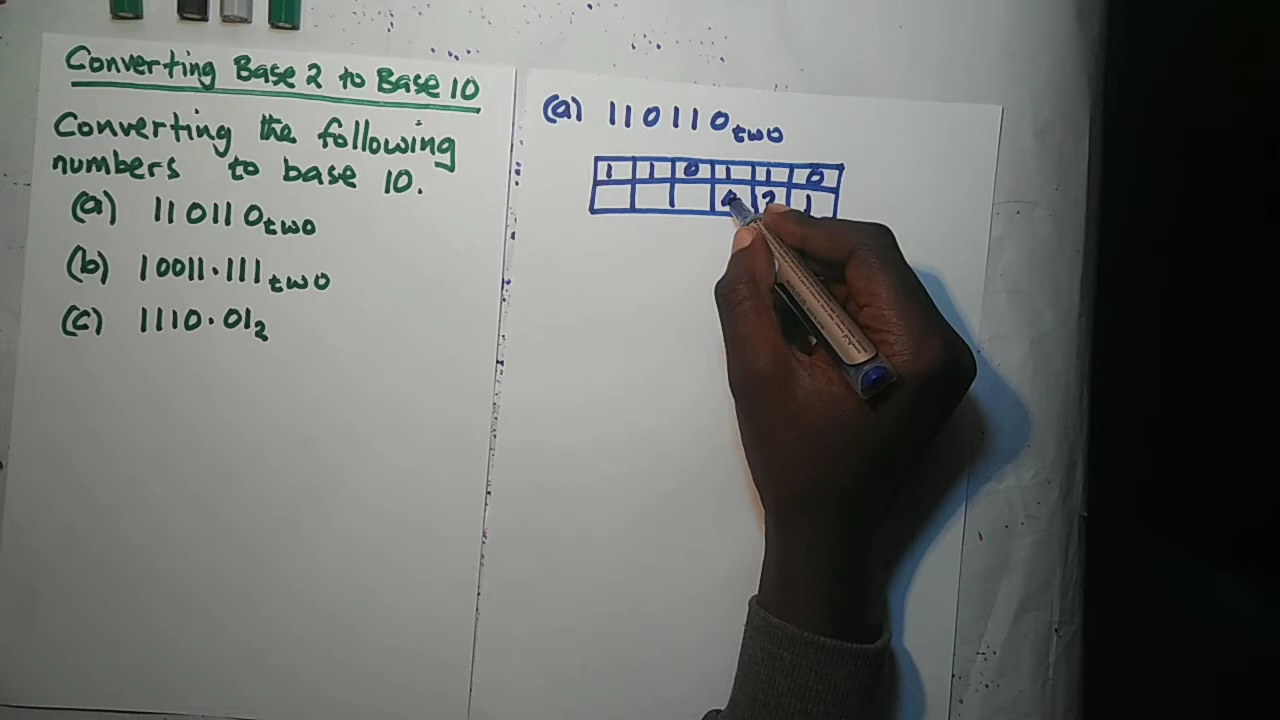 Converting Base 2 to Base 10
Converting the following
numbers to base 10.
(a) 110110two
(b) 10011.111two
(c) 1110.01₂
(a) 110110two
1 1 0 1 1 0
4 2 1